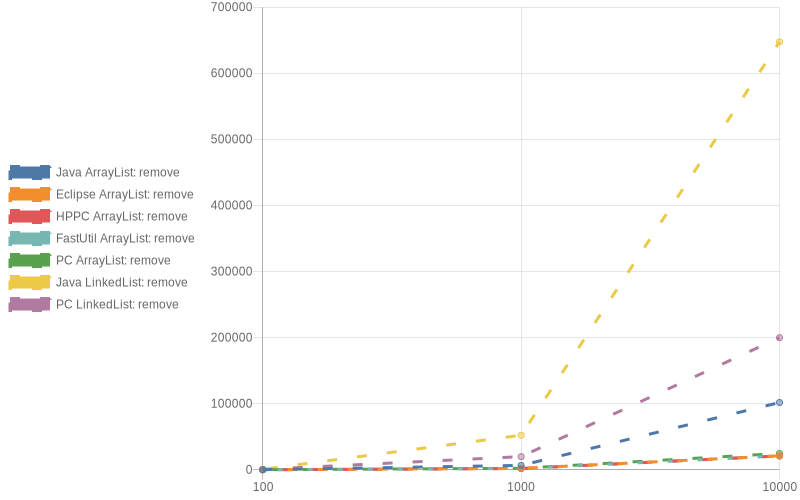 700000
600000
500000
400000
300000
200000
100000
0
100
1000
10000
Java ArrayList: remove
Eclipse ArrayList: remove
HPPC ArrayList: remove
FastUtil ArrayList: remove
PC ArrayList: remove
Java LinkedList: remove
PC LinkedList: remove